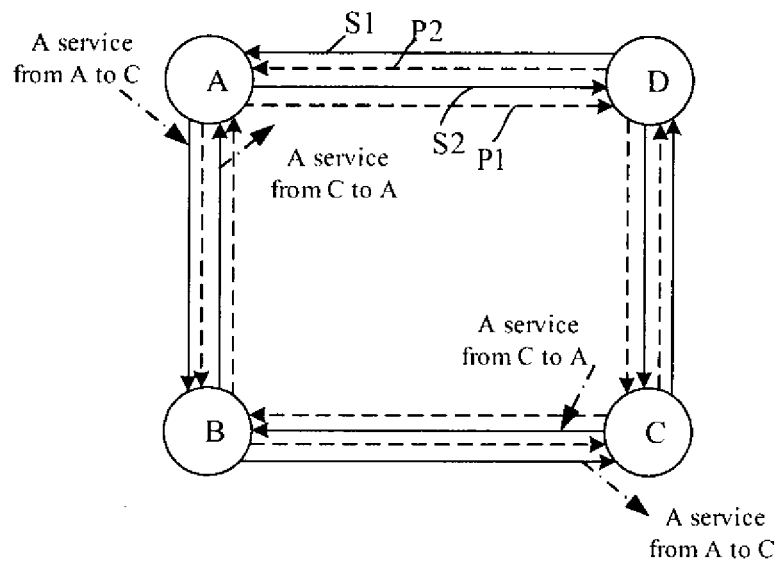 S1
P2
A service
from A to C
A
D
S2
P1
A service
from C to A
A service
from C to A
B
C
A service
from A to C